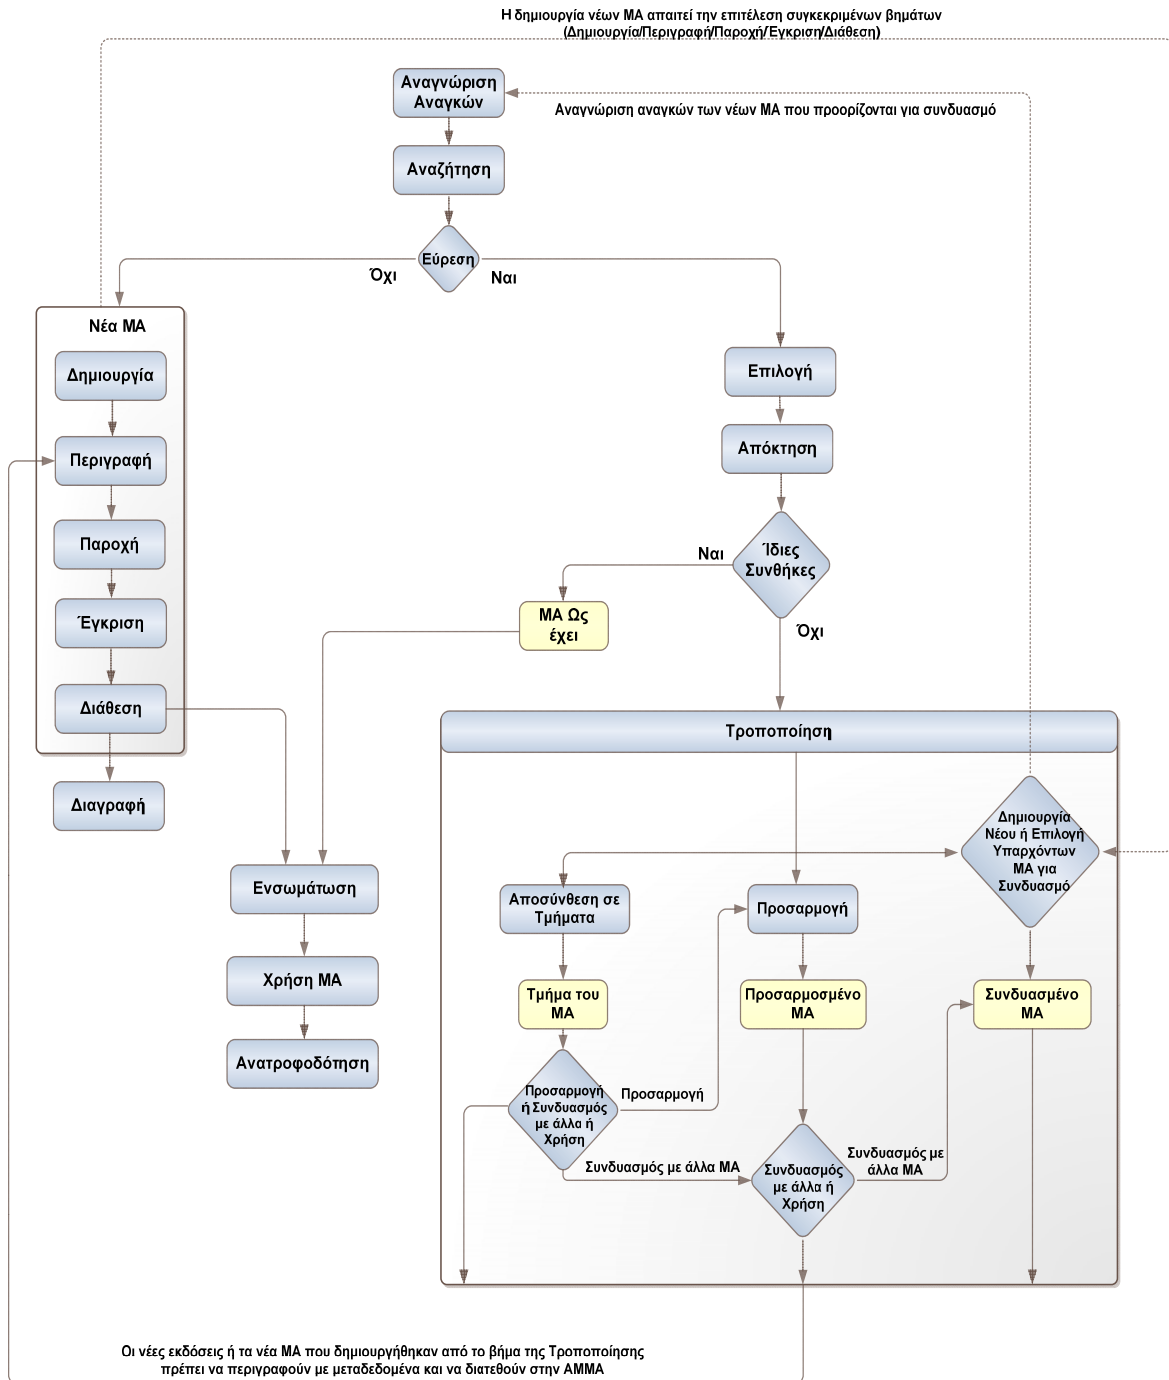 Η δημιουργία νέων ΜΑ απαιτεί την επιτέλεση συγκεκριμένων βημάτων
(Δημιουργία/Περιγραφή/Παροχή/Έγκριση/Διάθεση)
Αναγνώριση
Αναγκών
Αναγνώριση αναγκών των νέων ΜΑ που προορίζονται για συνδυασμό
Αναζήτηση
Εύρεση
Όχι
Ναι
Νέα ΜΑ
Δημιουργία
Περιγραφή
Παροχή
Έγκριση
Διάθεση
Διαγραφή
Επιλογή
Απόκτηση
Ίδιες
Συνθήκες
Ναι
Όχι
ΜΑ Ως
έχει
Ενσωμάτωση
Χρήση ΜΑ
Ανατροφοδότηση
Τροποποίηση
Δημιουργία
Νέου ή Επιλογή
Υπαρχόντων
ΜΑ για
Συνδυασμό
Αποσύνθεση σε
Τμήματα
Προσαρμογή
Τμήμα του
ΜΑ
Προσαρμοσμένο
ΜΑ
Συνδυασμένο
ΜΑ
Προσαρμογή
ή Συνδυασμός
με άλλα ή
Χρήση
Προσαρμογή
Συνδυασμός με άλλα ΜΑ
Συνδυασμός
με άλλα ή
Χρήση
Συνδυασμός με
άλλα ΜΑ
Οι νέες εκδόσεις ή τα νέα ΜΑ που δημιουργήθηκαν από το βήμα της Τροποποίησης
πρέπει να περιγραφούν με μεταδεδομένα και να διατεθούν στην ΑΜΜΑ